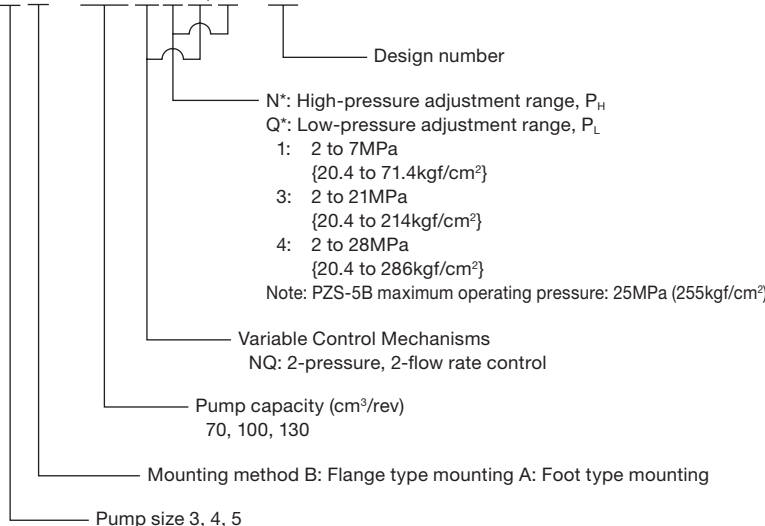 Design number
N*: High-pressure adjustment range, PH
Q*: Low-pressure adjustment range, PL
1: 2 to 7MPa
{20.4 to 71.4kgf/cm²}
3: 2 to 21MPa
{20.4 to 214kgf/cm²}
4: 2 to 28MPa
{20.4 to 286kgf/cm²}
Note: PZS-5B maximum operating pressure: 25MPa (255kgf/cm²)
Variable Control Mechanisms
NQ: 2-pressure, 2-flow rate control
Pump capacity (cm³/rev)
70, 100, 130
Mounting method B: Flange type mounting A: Foot type mounting
Pump size 3, 4, 5